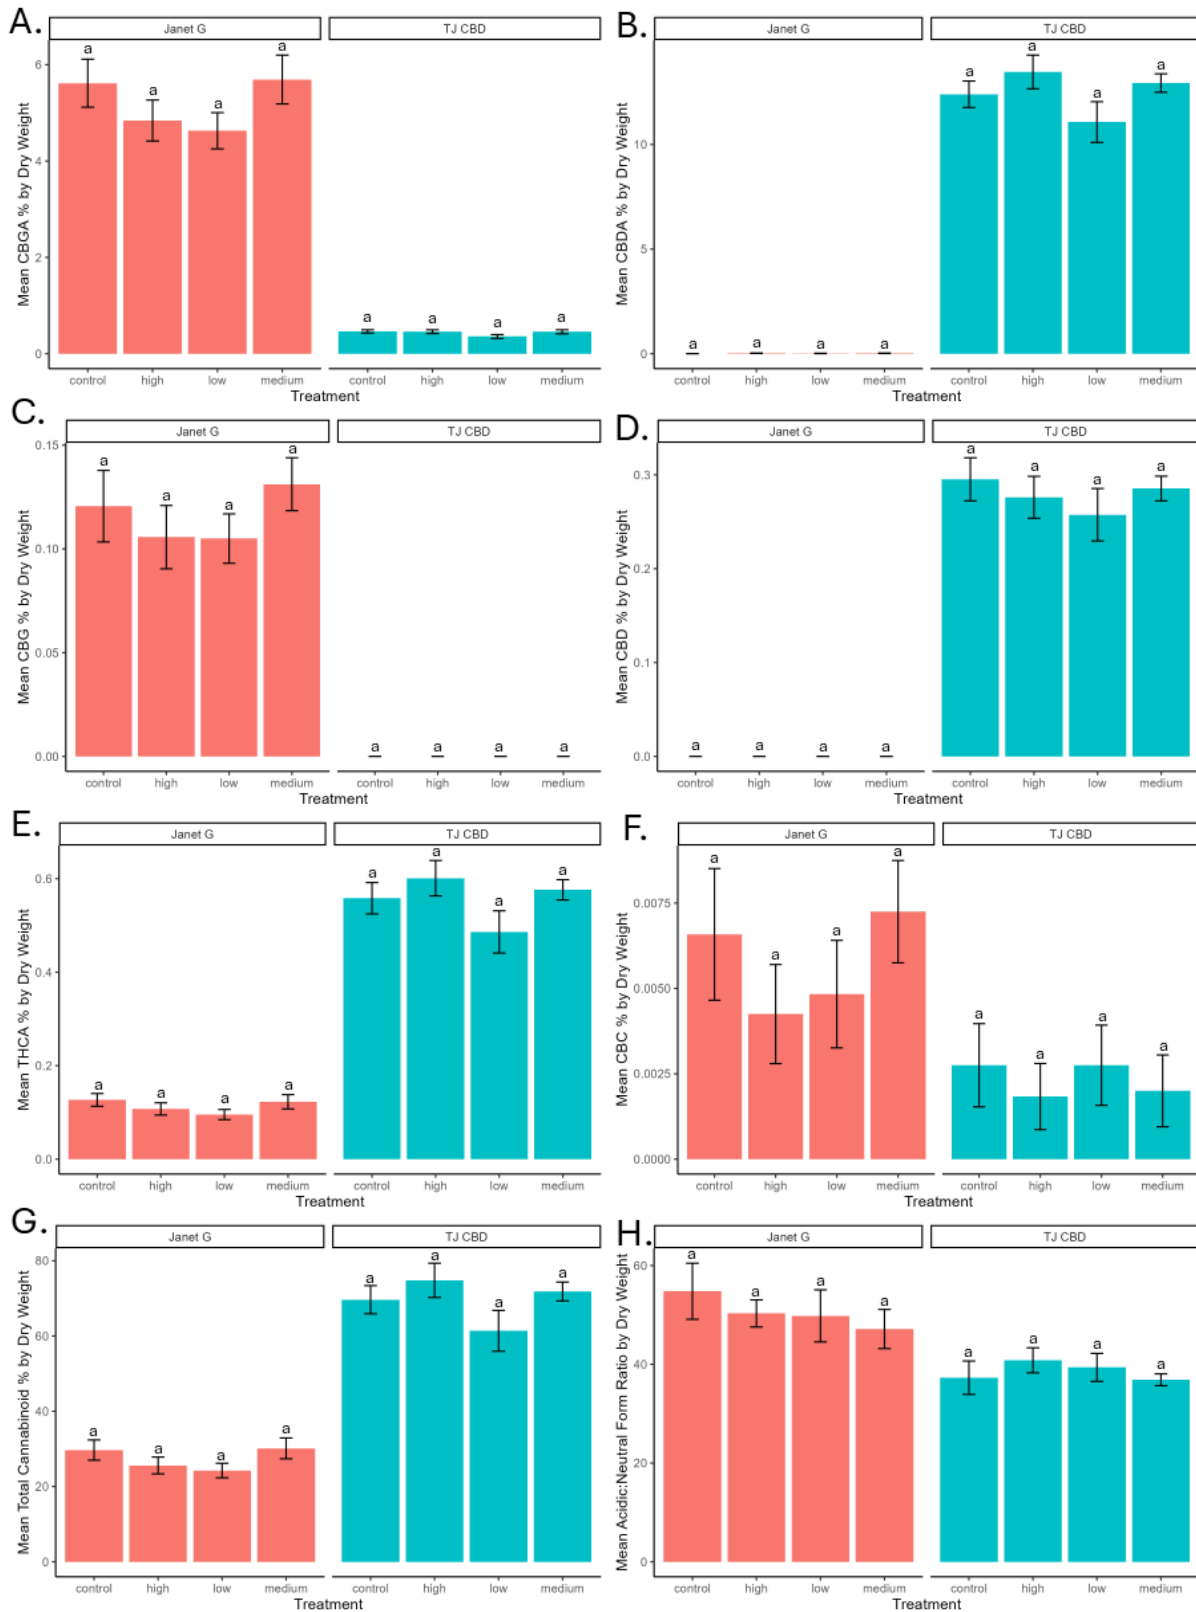 A.
Janet G
TJ CBD
Mean CBGA % by Dry Weight
6
4
2
0
a a a a
a a a a
control high low medium
control high low medium
Treatment
B.
Janet G
TJ CBD
Mean CBDA % by Dry Weight
10
5
0
a a a a
a a a a
control high low medium
control high low medium
Treatment
C.
Janet G
TJ CBD
Mean CBG % by Dry Weight
0.15
0.10
0.05
0.00
a a a a
a a a a
control high low medium
control high low medium
Treatment
D.
Janet G
TJ CBD
Mean CBD % by Dry Weight
0.3
0.2
0.1
0.0
a a a a
a a a a
control high low medium
control high low medium
Treatment
E.
Janet G
TJ CBD
Mean THCA % by Dry Weight
0.6
0.4
0.2
0.0
a a a a
a a a a
control high low medium
control high low medium
Treatment
F.
Janet G
TJ CBD
Mean CBC % by Dry Weight
0.0075
0.0050
0.0025
0.0000
a a a a
a a a a
control high low medium
control high low medium
Treatment
G.
Janet G
TJ CBD
Mean Total Cannabinoid % by Dry Weight
80
60
40
20
0
a a a a
a a a a
control high low medium
control high low medium
Treatment
H.
Janet G
TJ CBD
Mean Acidic:Neutral Form Ratio by Dry Weight
60
40
20
0
a a a a
a a a a
control high low medium
control high low medium
Treatment